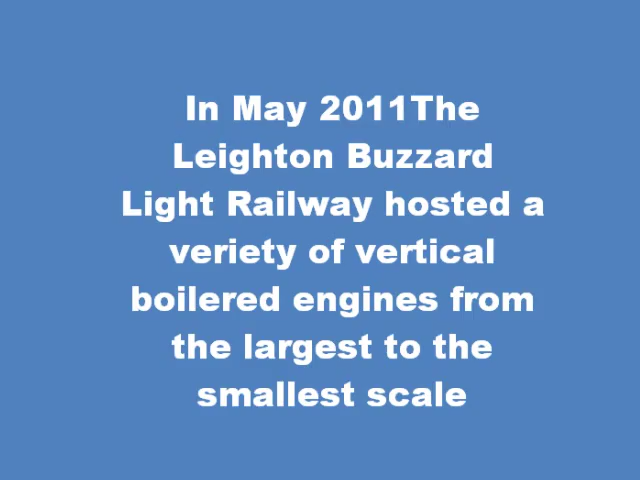 In May 2011The
Leighton Buzzard
Light Railway hosted a
veriety of vertical
boilered engines from
the largest to the
smallest scale